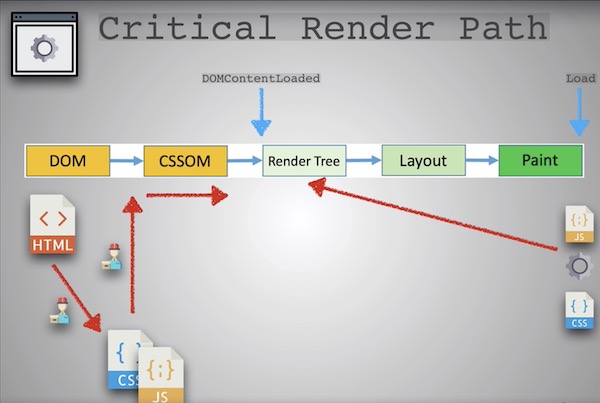 Critical Render Path
DOMContentLoaded
Load
DOM
CSSOM
Render Tree
Layout
Paint
<>
HTML
{;}
JS
{ }
CSS
{ }
CSS
{;}
JS